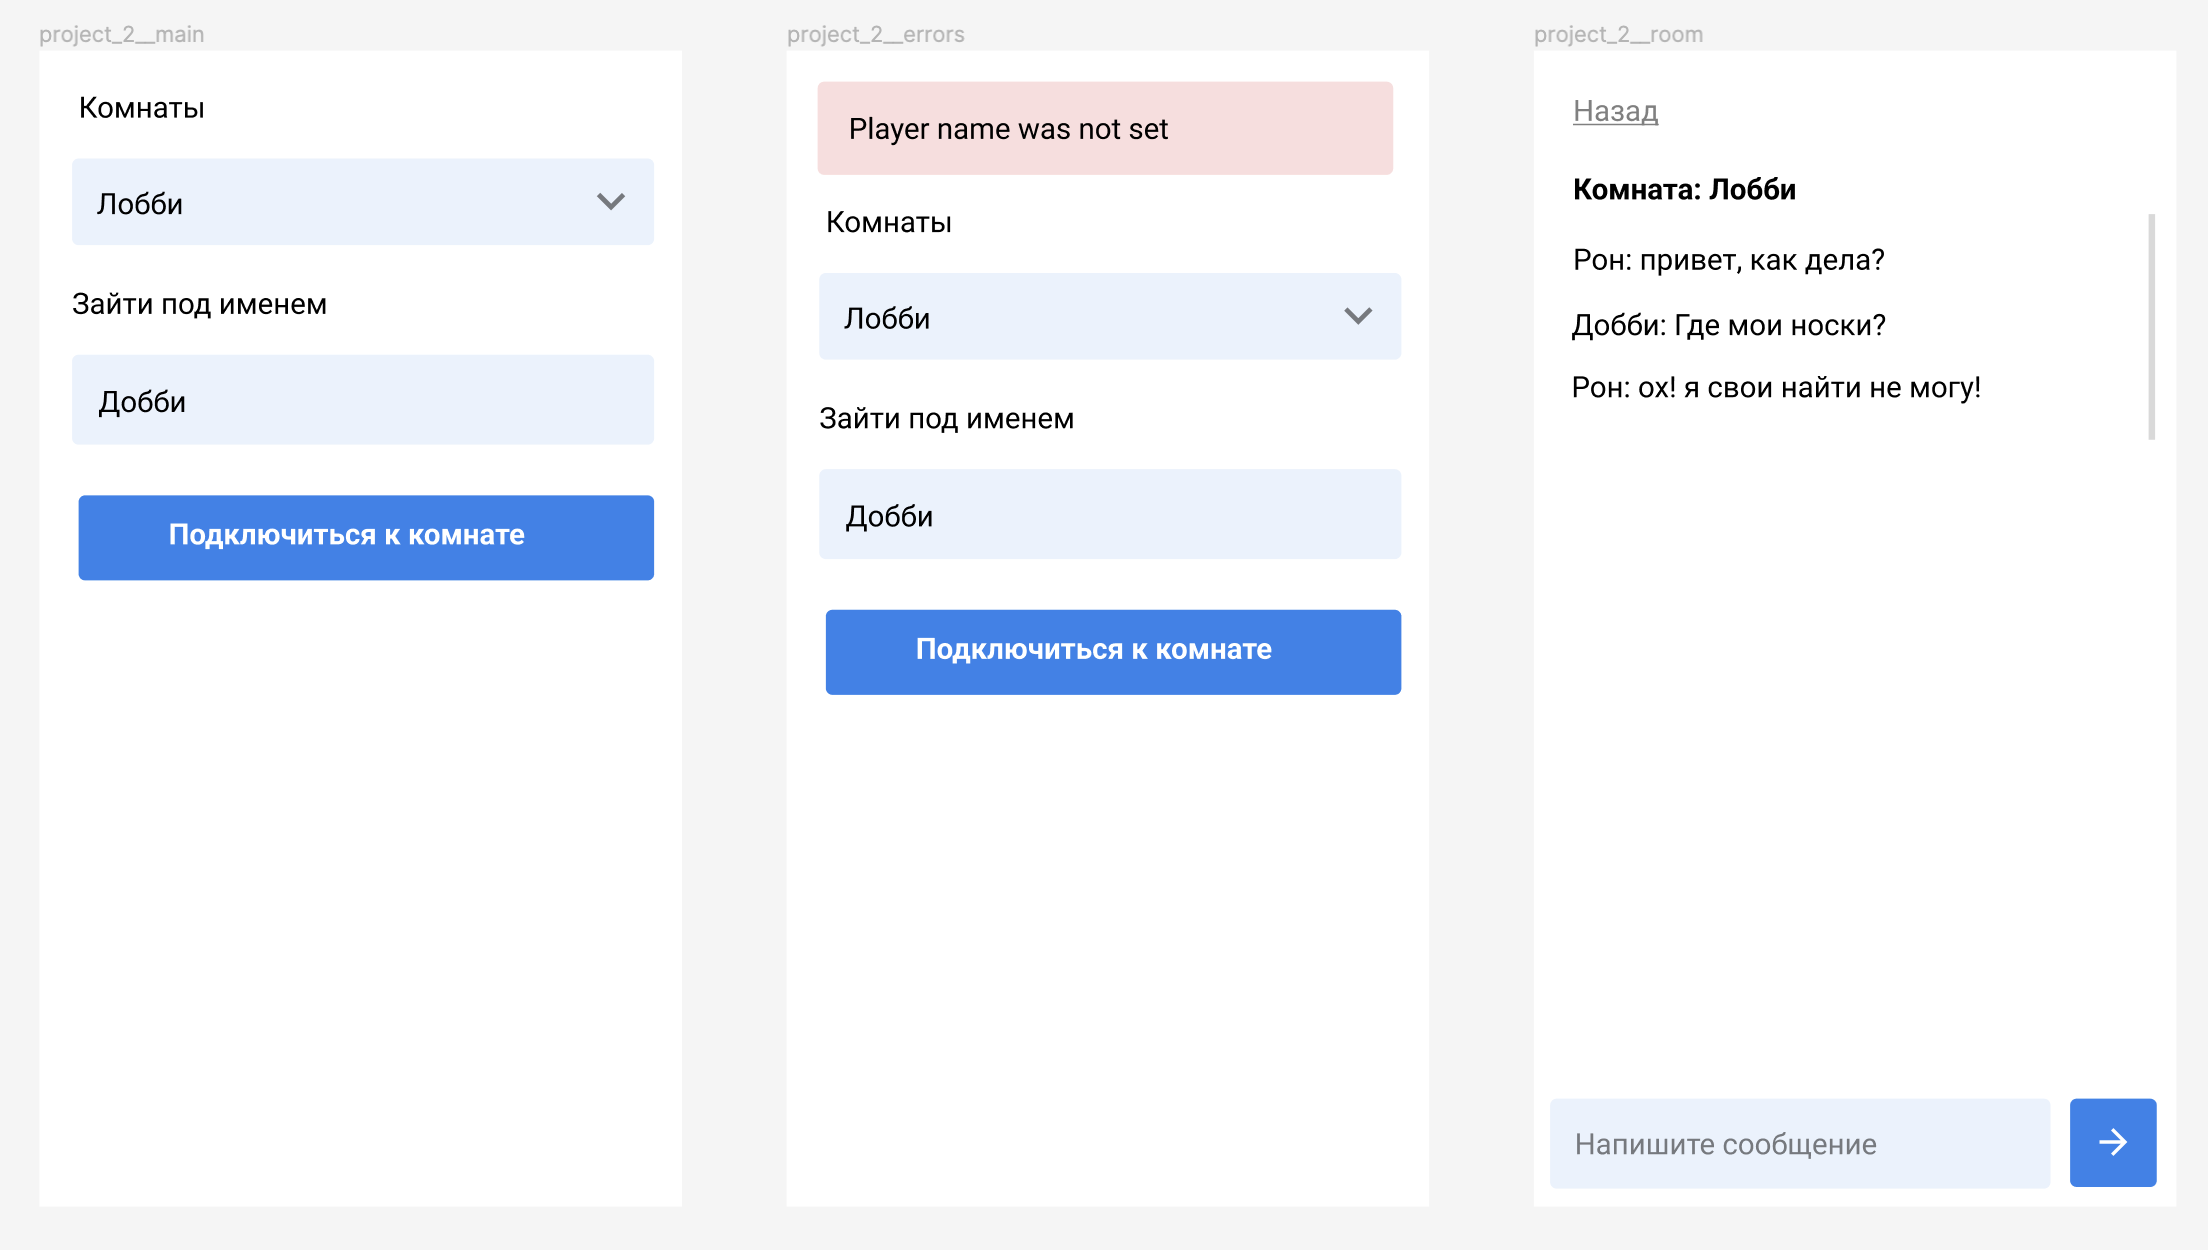 project_2__main
Комнаты
Лобби
Зайти под именем
Добби
Подключиться к комнате
project_2__errors
Player name was not set
Комнаты
Лобби
Зайти под именем
Добби
Подключиться к комнате
project_2__room
Назад
Комната: Лобби
Рон: привет, как дела?
Добби: Где мои носки?
Рон: ох! я свои найти не могу!
Напишите сообщение